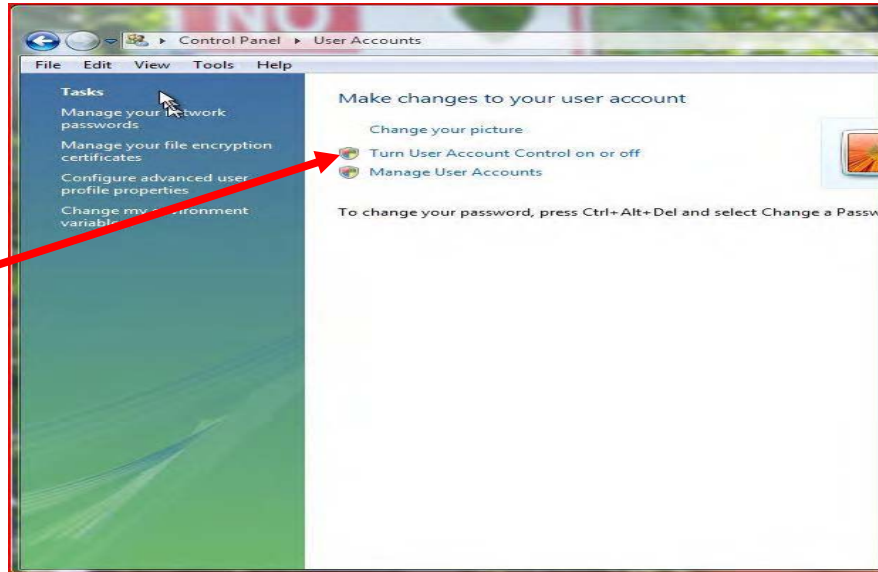 NO
Control Panel ▸ User Accounts
File Edit View Tools Help
Tasks
Manage your network
passwords
Manage your file encryption
certificates
Configure advanced user
profile properties
Change my environment
variable
Make changes to your user account
Change your picture
Turn User Account Control on or off
Manage User Accounts
To change your password, press Ctrl+Alt+Del and select Change a Passw